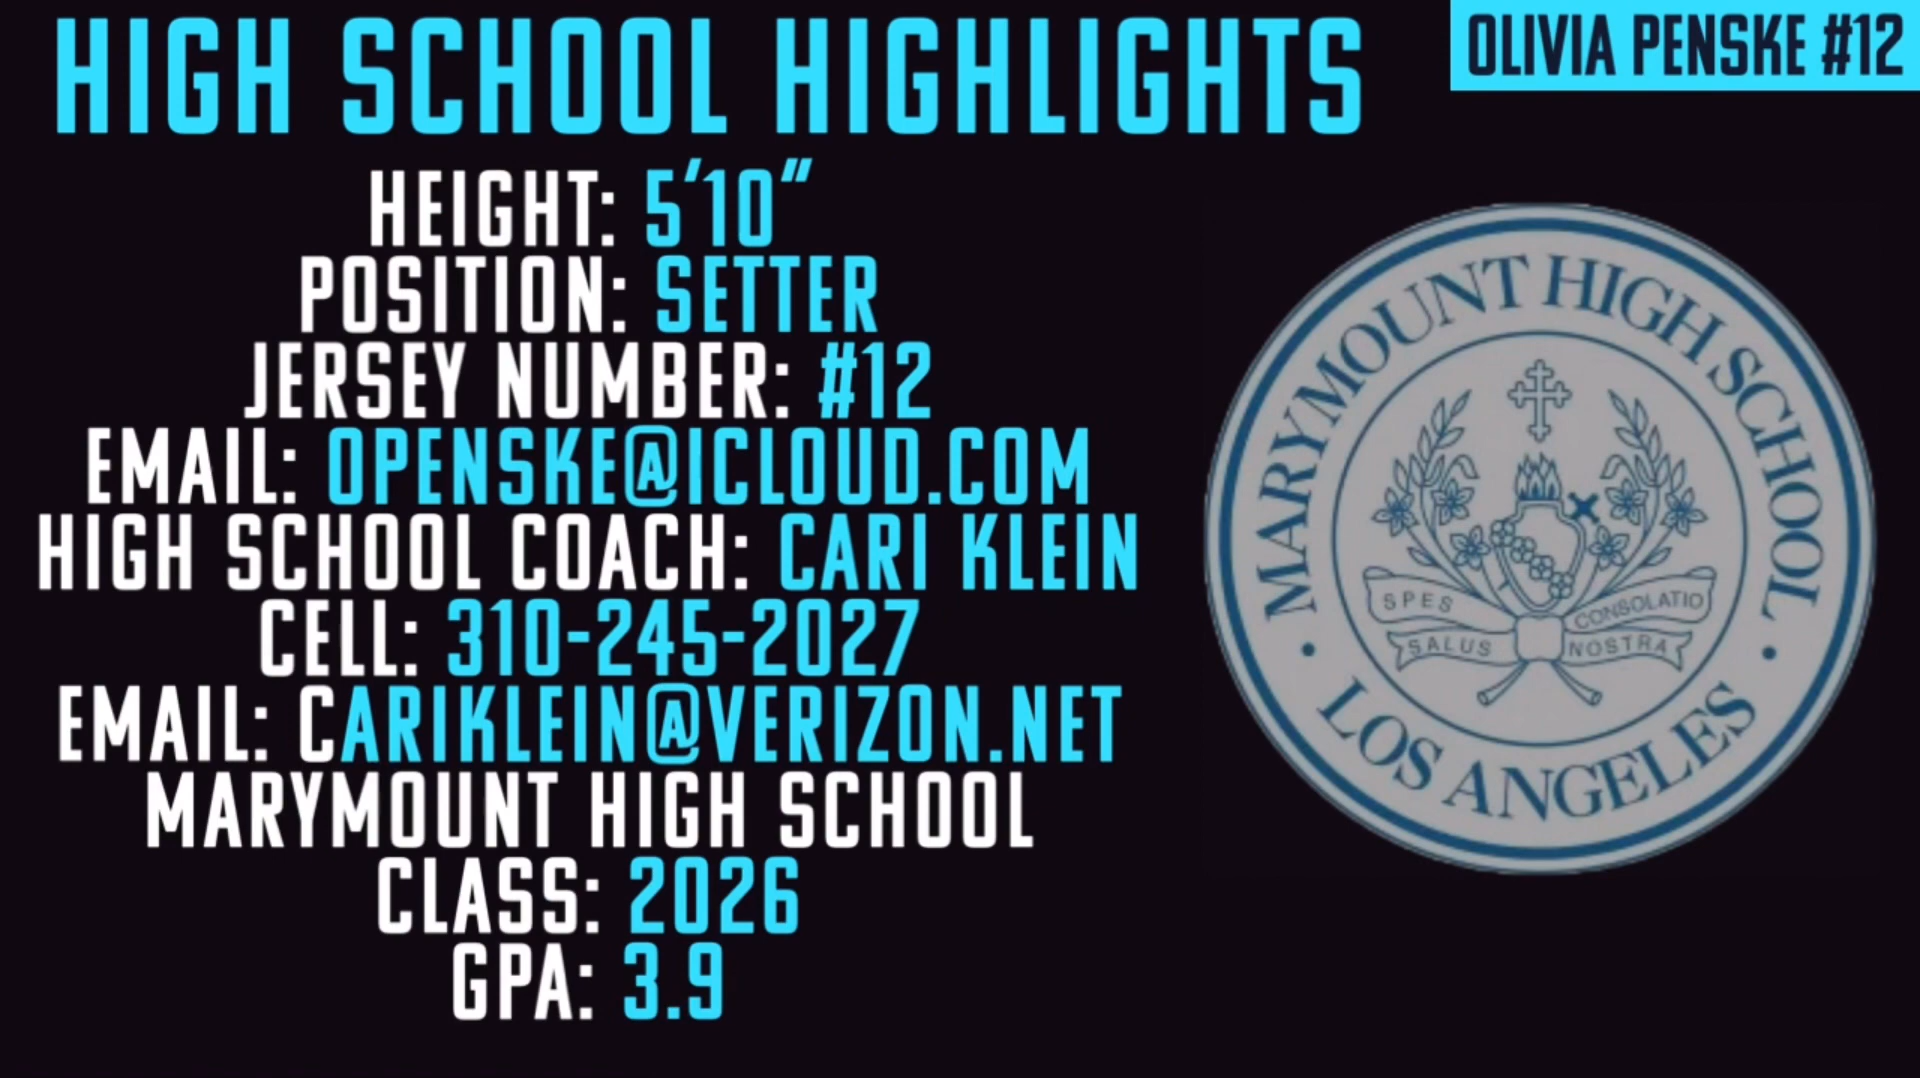 HIGH SCHOOL HIGHLIGHTS
OLIVIA PENSKE #12
HEIGHT: 5'10"
POSITION: SETTER
JERSEY NUMBER: #12
EMAIL: OPENSKE@ICLOUD.COM
HIGH SCHOOL COACH: CARI KLEIN
CELL: 310-245-2027
EMAIL: CARIKLEIN@VERIZON.NET
MARYMOUNT HIGH SCHOOL
CLASS: 2026
GPA: 3.9
MARYMOUNT HIGH SCHOOL
SPES CONSOLATIO
SALUS NOSTRA
• LOS ANGELES •